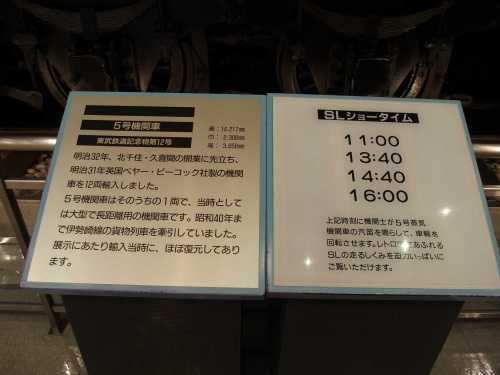 5号機関車
東武鉄道記念物第12号
長：16.217mm
巾：2.308mm
高：3.658mm
明治32年、北千住・久喜間の開業に先立ち、
明治31年英国ベヤー・ピーコック社製の機関
車を12両輸入しました。
5号機関車はそのうちの1両で、当時として
は大型で長距離用の機関車です。昭和40年ま
で伊勢崎線の貨物列車を牽引していました。
展示にあたり輸入当時に、ほぼ復元してあり
ます。
SLショータイム
11:00
13:40
14:40
16:00
上記時刻に機関士が5号蒸気
機関車の汽笛を鳴らして、車輪を
回転させます。レトロ あふれる
SLの走るしくみを迫力いっぱいに
ご覧いただけます。